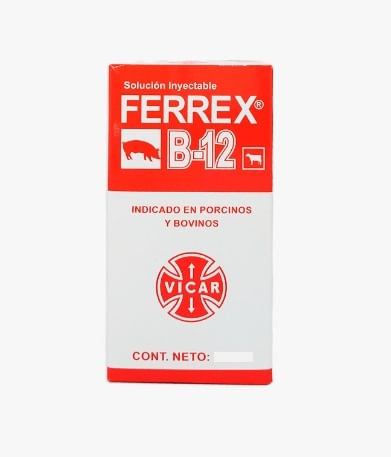 Solución Inyectable
FERREX®
B-12
INDICADO EN PORCINOS
Y BOVINOS
VICAR
CONT. NETO: